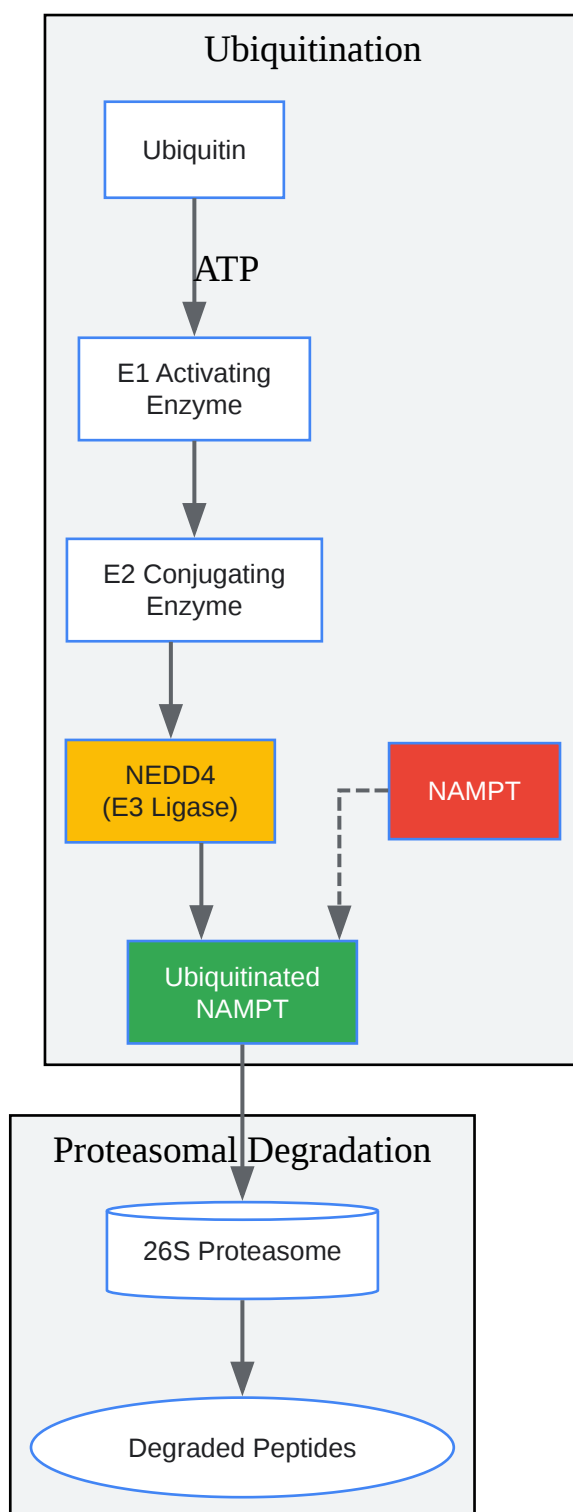 Ubiquitination
Ubiquitin
ATP
E1 Activating
Enzyme
E2 Conjugating
Enzyme
NEDD4
(E3 Ligase)
NAMPT
Ubiquitinated
NAMPT
Proteasomal Degradation
26S Proteasome
Degraded Peptides